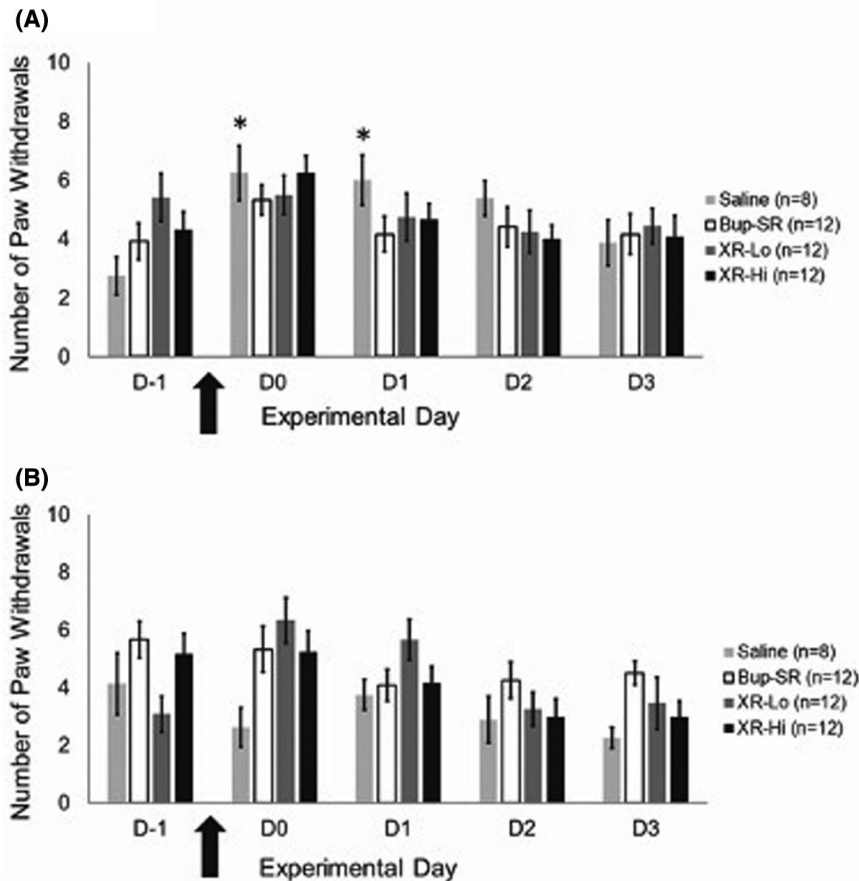 (A)
Number of Paw Withdrawals
10
8
6
4
2
0
*
*
D-1
D0
D1
D2
D3
Experimental Day
Saline (n=8)
Bup-SR (n=12)
XR-Lo (n=12)
XR-Hi (n=12)
(B)
Number of Paw Withdrawals
10
8
6
4
2
0
D-1
D0
D1
D2
D3
Experimental Day
Saline (n=8)
Bup-SR (n=12)
XR-Lo (n=12)
XR-Hi (n=12)